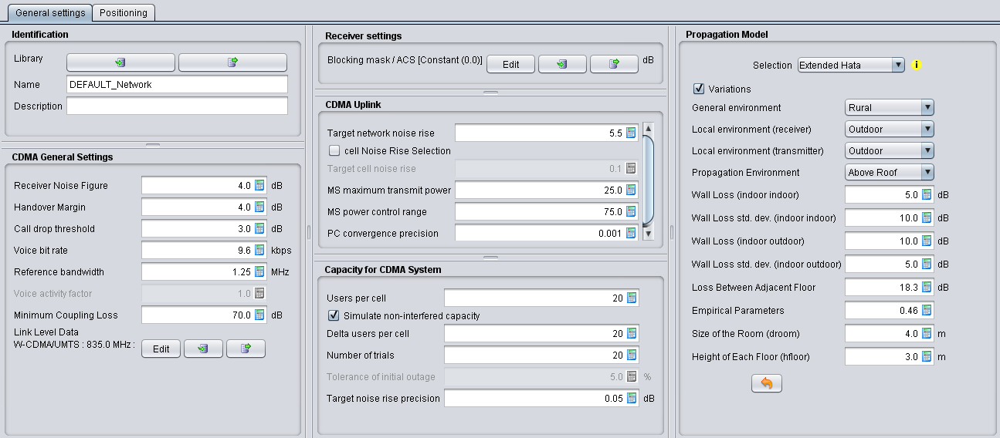 General settings
Positioning
Identification
Library
Name DEFAULT_Network
Description
CDMA General Settings
Receiver Noise Figure 4.0 dB
Handover Margin 4.0 dB
Call drop threshold 3.0 dB
Voice bit rate 9.6 kbps
Reference bandwidth 1.25 MHz
Voice activity factor 1.0
Minimum Coupling Loss 70.0 dB
Link Level Data
W-CDMA/UMTS : 835.0 MHz : Edit
Receiver settings
Blocking mask / ACS [Constant (0.0)] Edit dB
CDMA Uplink
Target network noise rise 5.5
cell Noise Rise Selection
Target cell noise rise 0.1
MS maximum transmit power 25.0
MS power control range 75.0
PC convergence precision 0.001
Capacity for CDMA System
Users per cell 20
Simulate non-interfered capacity
Delta users per cell 20
Number of trials 20
Tolerance of initial outage 5.0 %
Target noise rise precision 0.05 dB
Propagation Model
Selection Extended Hata i
Variations
General environment Rural
Local environment (receiver) Outdoor
Local environment (transmitter) Outdoor
Propagation Environment Above Roof
Wall Loss (indoor indoor) 5.0 dB
Wall Loss std. dev. (indoor indoor) 10.0 dB
Wall Loss (indoor outdoor) 10.0 dB
Wall Loss std. dev. (indoor outdoor) 5.0 dB
Loss Between Adjacent Floor 18.3 dB
Empirical Parameters 0.46
Size of the Room (droom) 4.0 m
Height of Each Floor (hfloor) 3.0 m